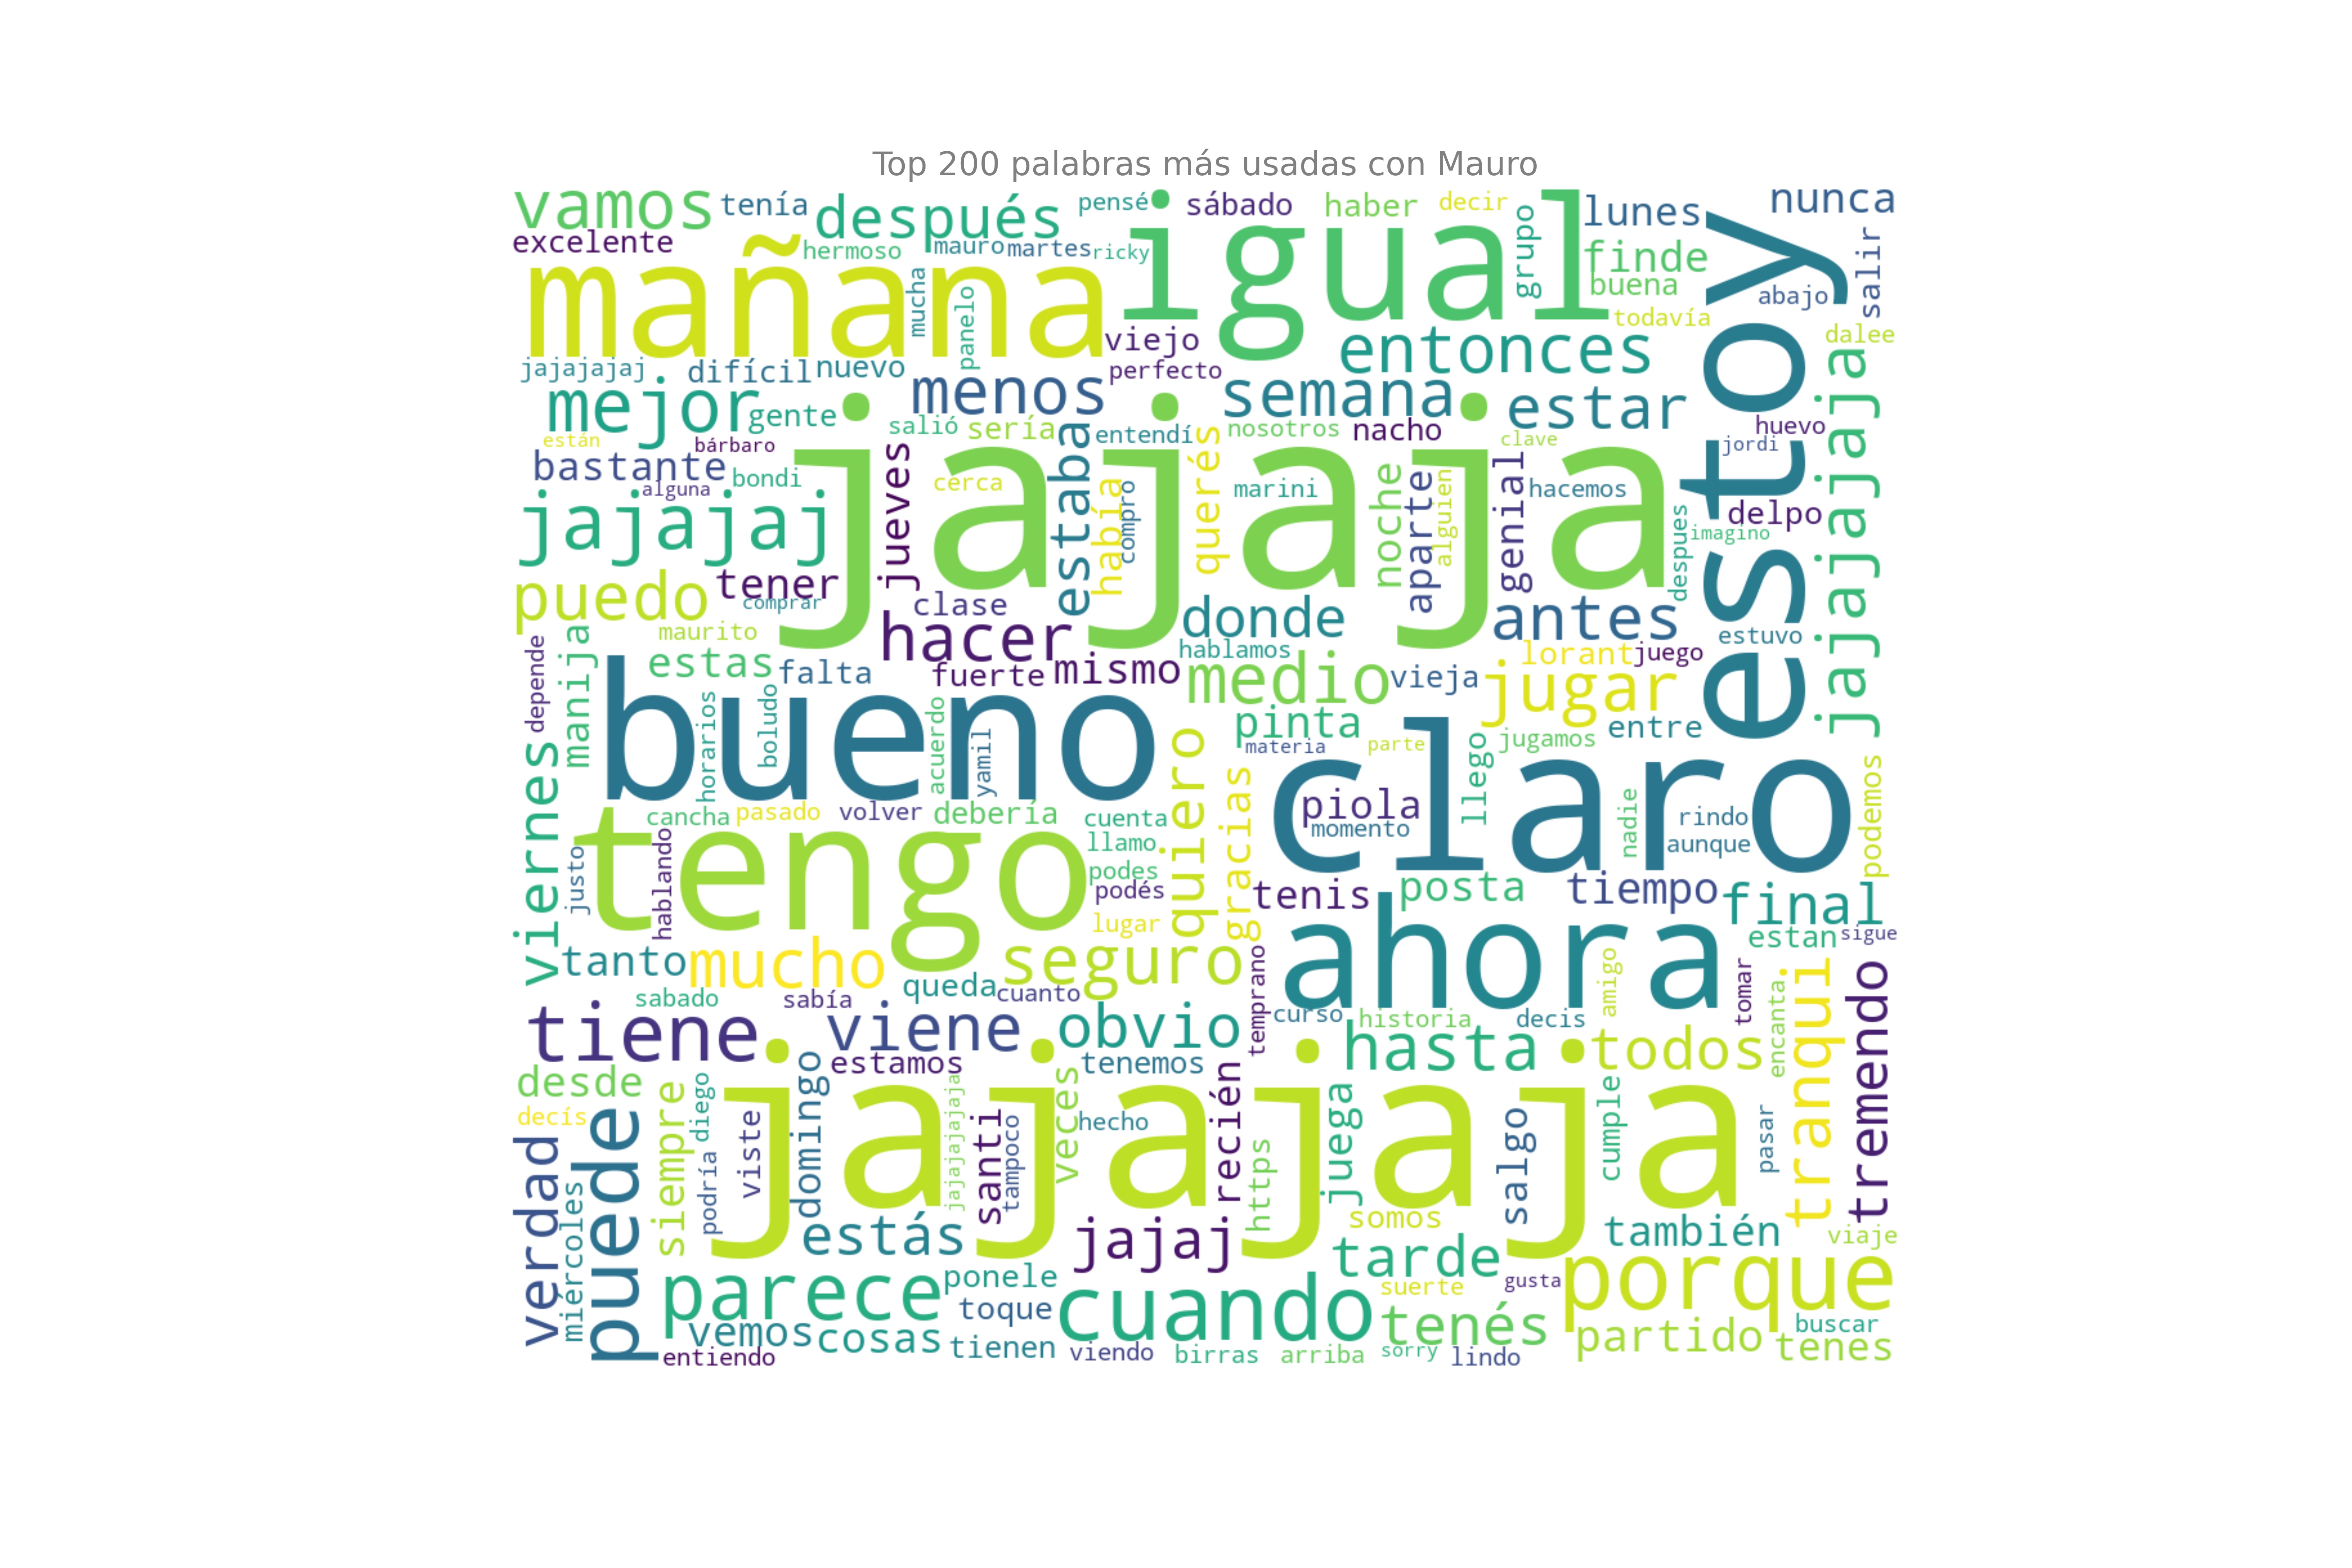 Top 200 palabras más usadas con Mauro
vamos
tenía
después
pensé
sábado
haber
decir
grupo
lunes
nunca
excelente
hermoso
mauro
martes
ricky
igual
finde
salir
mañana
mucha
panelo
buena
abajo
estoy
todavía
viejo
entonces
dalee
jajajajaj
difícil
nuevo
perfecto
menos
semana
estar
jajajajajaja
mejor
gente
salió
sería
entendí
nosotros
nacho
clave
huevo
jordi
están
bárbaro
bastante
alguna
bondi
jajaja
jueves
cerca
estaba
había
compro
querés
marini
noche
aparte
alguien
genial
hacemos
delpo
imagino
despues
jajajaj
puedo
tener
comprar
clase
donde
antes
estuvo
maurito
hacer
hablamos
lorant
juego
depende
manija
estas
falta
fuerte
mismo
medio
vieja
jugar
entre
bueno
horarios
boludo
acuerdo
yamil
pinta
materia
parte
jugamos
claro
quiero
gracias
llego
piola
momento
nadie
rindo
aunque
podemos
viernes
cancha
pasado
volver
debería
cuenta
llamo
tengo
justo
hablando
podes
podés
lugar
tenis
posta
tiempo
final
ahora
estan
sigue
tanto
mucho
seguro
queda
cuanto
temprano
amigo
tomar
encanta
tranqui
tremendo
sabado
sabía
curso
historia
decis
tiene
viene
obvio
hasta
todos
estamos
tenemos
desde
decís
jajajaja
siempre
diego
podría
viste
domingo
jajajajajaja
santi
tampoco
veces
hecho
recién
https
juega
salgo
cumple
pasar
verdad
miércoles
puede
estás
jajaj
somos
también
viaje
tarde
parece
ponele
toque
cuando
suerte
gusta
porque
tenés
partido
buscar
tenes
vemos
cosas
tienen
viendo
birras
arriba
sorry
lindo
entiendo